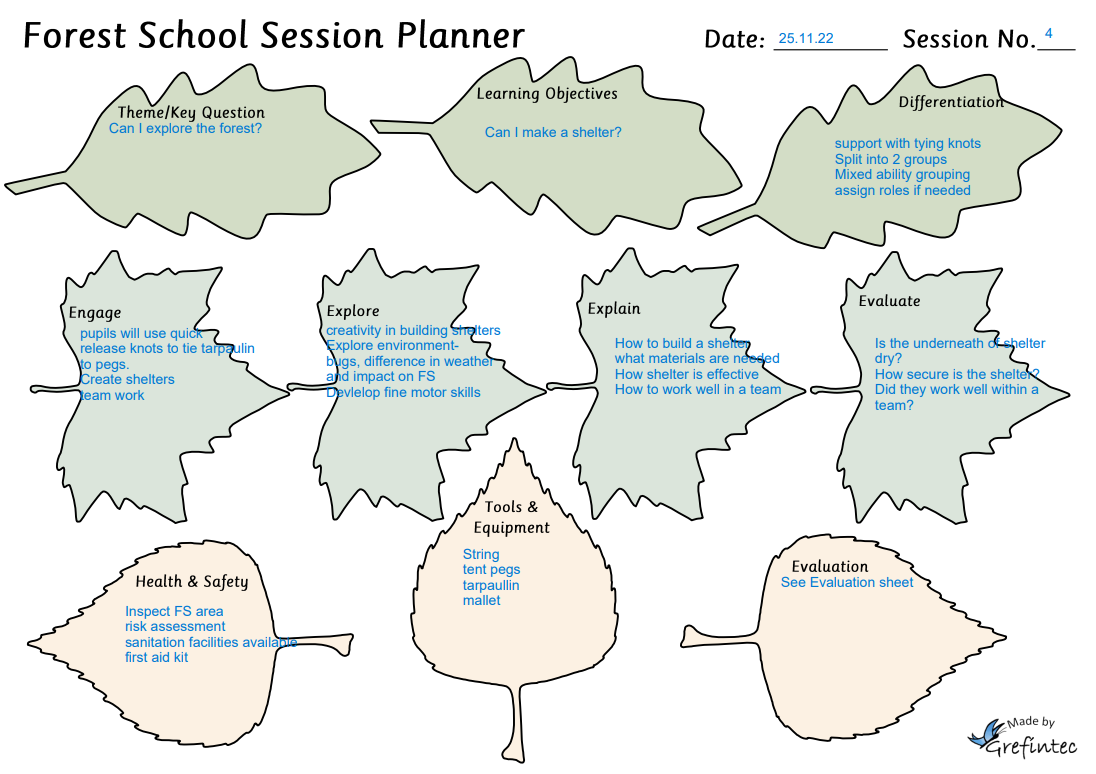 Forest School Session Planner
Date: 25.11.22
Session No. 4
Theme/Key Question
Can I explore the forest?
Learning Objectives
Can I make a shelter?
Differentiation
support with tying knots
Split into 2 groups
Mixed ability grouping
assign roles if needed
Engage
pupils will use quick
release knots to tie tarpaulin
to pegs.
Create shelters
team work
Explore
creativity in building shelters
Explore environment-
bugs, difference in weather
and impact on FS
Devlelop fine motor skills
Explain
How to build a shelter
what materials are needed
How shelter is effective
How to work well in a team
Evaluate
Is the underneath of shelter
dry?
How secure is the shelter?
Did they work well within a
team?
Health & Safety
Inspect FS area
risk assessment
sanitation facilities available
first aid kit
Tools &
Equipment
String
tent pegs
tarpaullin
mallet
Evaluation
See Evaluation sheet
Made by
Grefintec